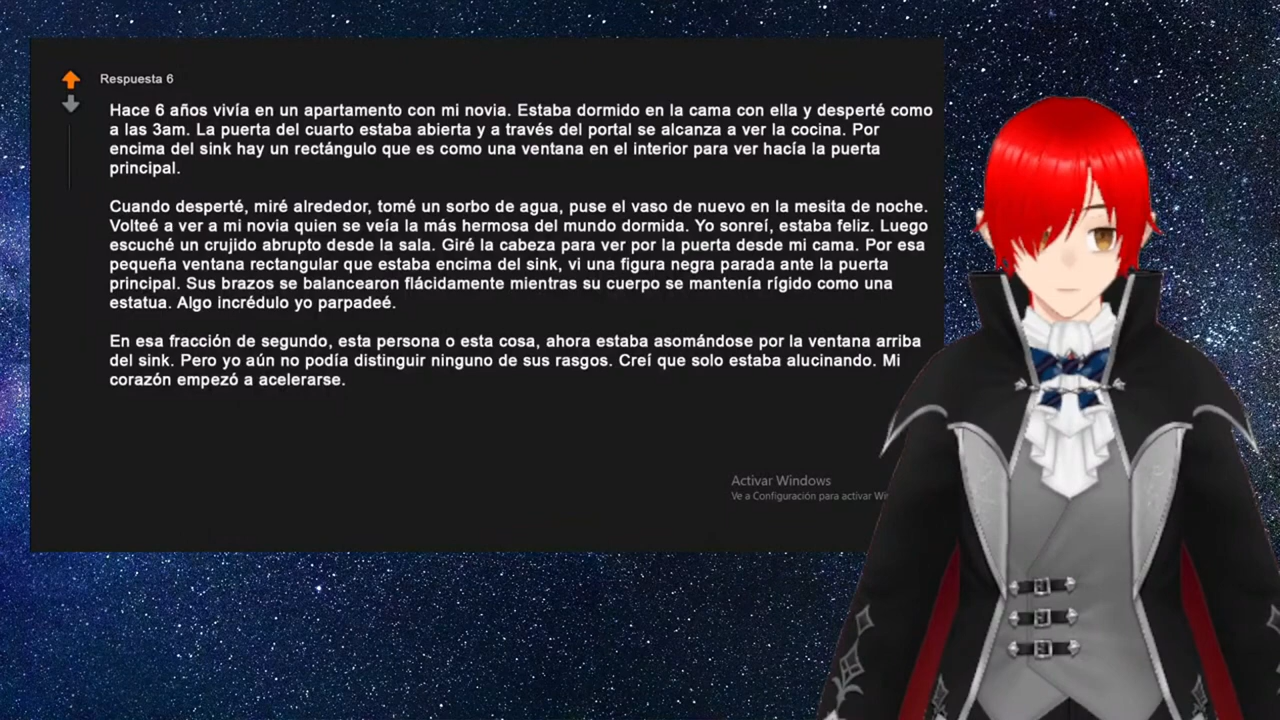 Respuesta 6
Hace 6 años vivía en un apartamento con mi novia. Estaba dormido en la cama con ella y desperté como
a las 3am. La puerta del cuarto estaba abierta y a través del portal se alcanza a ver la cocina. Por
encima del sink hay un rectángulo que es como una ventana en el interior para ver hacía la puerta
principal.
Cuando desperté, miré alrededor, tomé un sorbo de agua, puse el vaso de nuevo en la mesita de noche.
Volteé a ver a mi novia quien se veía la más hermosa del mundo dormida. Yo sonreí, estaba feliz. Luego
escuché un crujido abrupto desde la sala. Giré la cabeza para ver por la puerta desde mi cama. Por esa
pequeña ventana rectangular que estaba encima del sink, vi una figura negra parada ante la puerta
principal. Sus brazos se balancearon flácidamente mientras su cuerpo se mantenía rígido como una
estatua. Algo incrédulo yo parpadeé.
En esa fracción de segundo, esta persona o esta cosa, ahora estaba asomándose por la ventana arriba
del sink. Pero yo aún no podía distinguir ninguno de sus rasgos. Creí que solo estaba alucinando. Mi
corazón empezó a acelerarse.
Activar Windows
Ve a Configuración para activar